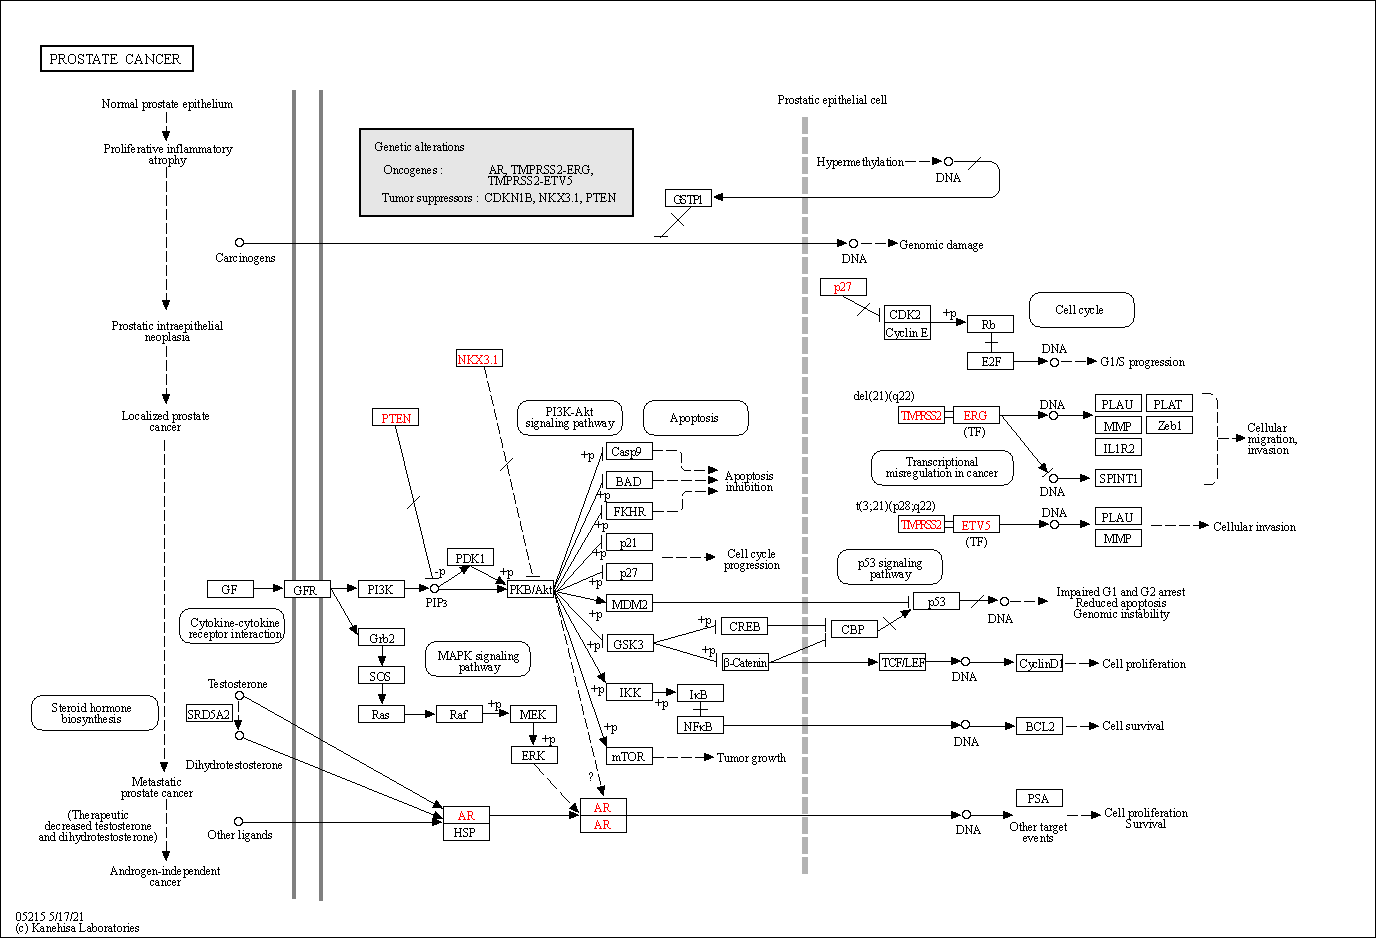 PROSTATE CANCER
Normal prostate epithelium
Proliferative inflammatory
atrophy
Prostatic intraepithelial
neoplasia
Localized prostate
cancer
Metastatic
prostate cancer
(Therapeutic
decreased testosterone
and dihydrotestosterone)
Androgen-independent
cancer
Genetic alterations
Oncogenes : AR, TMPRSS2-ERG,
TMPRSS2-ETV5
Tumor suppressors : CDKN1B, NKX3.1, PTEN
Prostatic epithelial cell
Hypermethylation
DNA
GSTP1
Carcinogens
DNA
Genomic damage
p27
CDK2
Cyclin E
+p
Rb
E2F
Cell cycle
DNA
G1/S progression
NKX3.1
PTEN
PI3K-Akt
signaling pathway
Apoptosis
del(21)(q22)
TMPRSS2
ERG
(TF)
DNA
PLAU
PLAT
MMP
Zeb1
IL1R2
SPINT1
DNA
Cellular
migration,
invasion
Transcriptional
misregulation in cancer
t(3;21)(p28;q22)
TMPRSS2
ETV5
(TF)
DNA
PLAU
MMP
Cellular invasion
+p
Casp9
BAD
+p
FKHR
+p
p21
+p
p27
+p
MDM2
+p
GSK3
+p
IKK
+p
mTOR
+p
Apoptosis
inhibition
Cell cycle
progression
GF
GFR
PI3K
PIP3
-p
PDK1
+p
PKB/Akt
Cytokine-cytokine
receptor interaction
Grb2
SOS
Ras
Raf
+p
MEK
+p
ERK
MAPK signaling
pathway
p53 signaling
pathway
p53
DNA
Impaired G1 and G2 arrest
Reduced apoptosis
Genomic instability
+p
CREB
CBP
+p
β-Catenin
TCF/LEF
DNA
CyclinD1
Cell proliferation
+p
IκB
NFκB
DNA
BCL2
Cell survival
Tumor growth
Steroid hormone
biosynthesis
Testosterone
SRD5A2
Dihydrotestosterone
Other ligands
AR
HSP
?
AR
AR
DNA
PSA
Other target
events
Cell proliferation
Survival
05215 5/17/21
(c) Kanehisa Laboratories